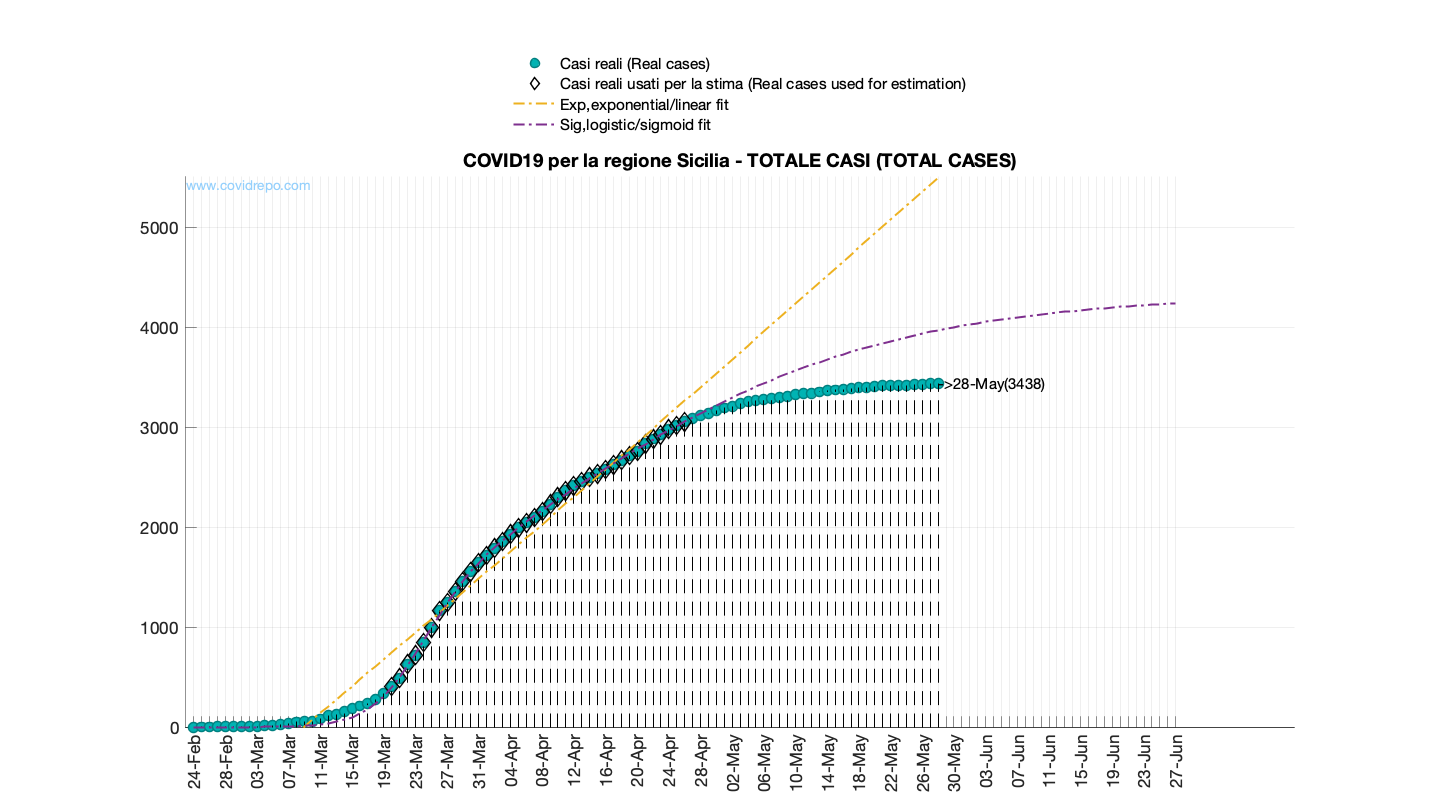 Casi reali (Real cases)
Casi reali usati per la stima (Real cases used for estimation)
Exp,exponential/linear fit
Sig,logistic/sigmoid fit
COVID19 per la regione Sicilia - TOTALE CASI (TOTAL CASES)
www.covidrepo.com
5000
4000
3000
2000
1000
0
->28-May(3438)
24-Feb
28-Feb
03-Mar
07-Mar
11-Mar
15-Mar
19-Mar
23-Mar
27-Mar
31-Mar
04-Apr
08-Apr
12-Apr
16-Apr
20-Apr
24-Apr
28-Apr
02-May
06-May
10-May
14-May
18-May
22-May
26-May
30-May
03-Jun
07-Jun
11-Jun
15-Jun
19-Jun
23-Jun
27-Jun